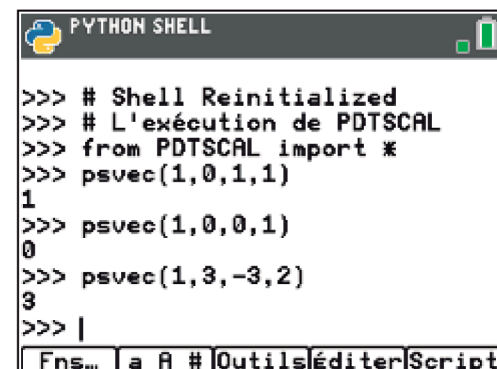 PYTHON SHELL
>>> # Shell Reinitialized
>>> # L'exécution de PDTSCAL
>>> from PDTSCAL import *
>>> psvec(1,0,1,1)
1
>>> psvec(1,0,0,1)
0
>>> psvec(1,3,-3,2)
3
>>> |
Fns… a A # Outils Éditer Script